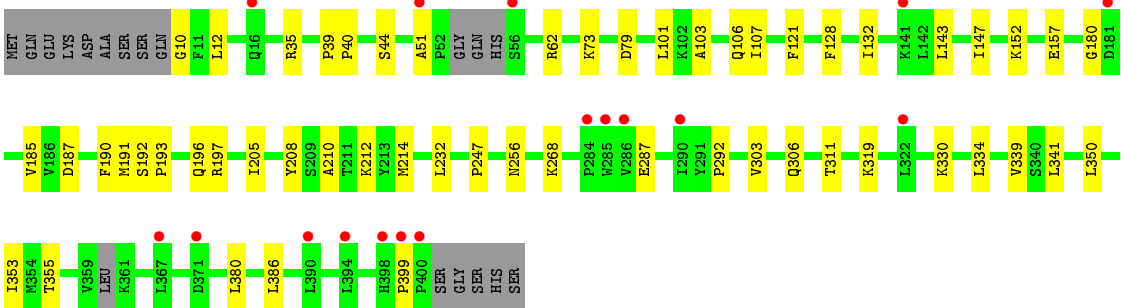 MET GLN GLU LYS ASP ALA SER SER GLN G10 F11 L12 Q16 R35 P39 P40 S44 A51 P52 GLY GLN HIS S56 R62 K73 D79 L101 K102 A103 Q106 I107 F121 F128 I132 K141 L142 L143 I147 K152 E157 G180 D181
V185 V186 D187 F190 M191 S192 P193 Q196 R197 I205 Y208 S209 A210 T211 K212 Y213 M214 L232 P247 N256 K268 P284 W285 V286 E287 I290 Y291 P292 V303 Q306 T311 K319 L322 K330 L334 V339 S340 L341 L350
I353 M354 T355 V359 LEU K361 L367 D371 L380 L386 L390 L394 H398 P399 P400 SER GLY SER HIS SER